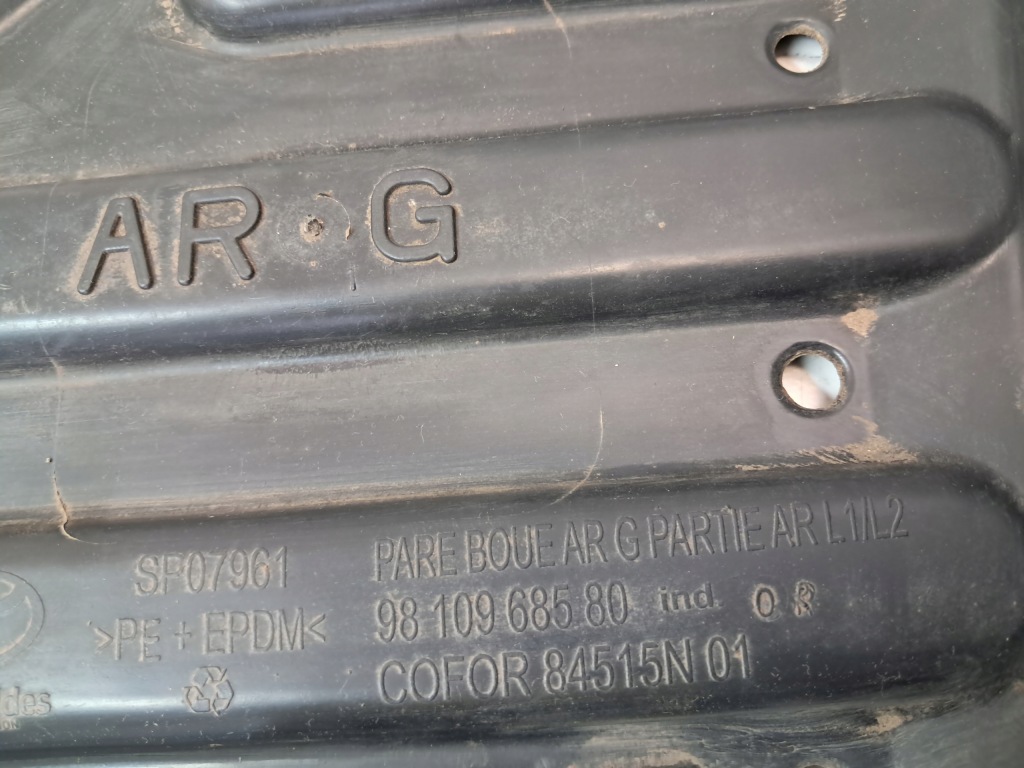 AR G
SP07961
>PE + EPDM<
PARE BOUE AR G PARTIE AR L1/L2
98 109 685 80 ind. 0R
COFOR 84515N 01